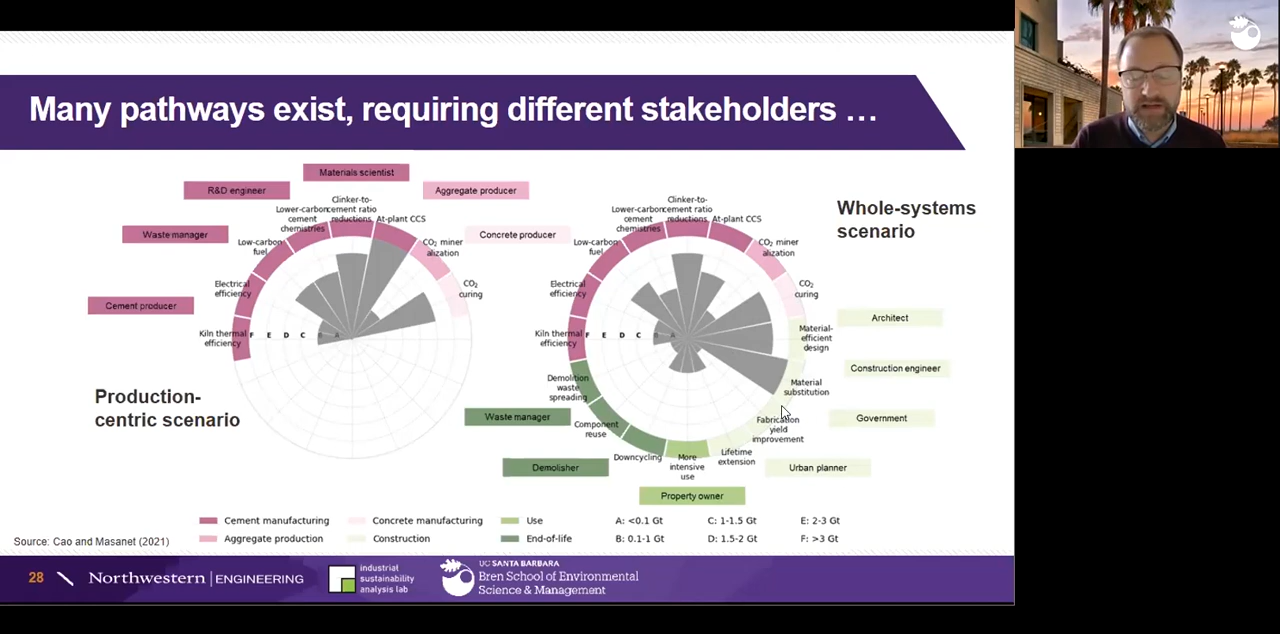 Many pathways exist, requiring different stakeholders …
Materials scientist
R&D engineer
Aggregate producer
Waste manager
Concrete producer
Cement producer
Clinker-to-
cement ratio
reductions
Lower-carbon
cement
chemistries
At-plant CCS
Low-carbon
fuel
CO₂ miner
alization
Electrical
efficiency
CO₂
curing
Kiln thermal
efficiency
F E D C B A
Production-
centric scenario
Whole-systems
scenario
Clinker-to-
cement ratio
reductions
Lower-carbon
cement
chemistries
At-plant CCS
Low-carbon
fuel
CO₂ miner
alization
Electrical
efficiency
CO₂
curing
Kiln thermal
efficiency
F E D C B A
Material-
efficient
design
Material
substitution
Fabrication
yield
improvement
Lifetime
extension
More
intensive
use
Downcycling
Component
reuse
Demolition
waste
spreading
Architect
Construction engineer
Government
Urban planner
Property owner
Waste manager
Demolisher
Cement manufacturing
Concrete manufacturing
Use
A: <0.1 Gt
C: 1-1.5 Gt
E: 2-3 Gt
Aggregate production
Construction
End-of-life
B: 0.1-1 Gt
D: 1.5-2 Gt
F: >3 Gt
Source: Cao and Masanet (2021)
28
Northwestern | ENGINEERING
industrial
sustainability
analysis lab
UC SANTA BARBARA
Bren School of Environmental
Science & Management